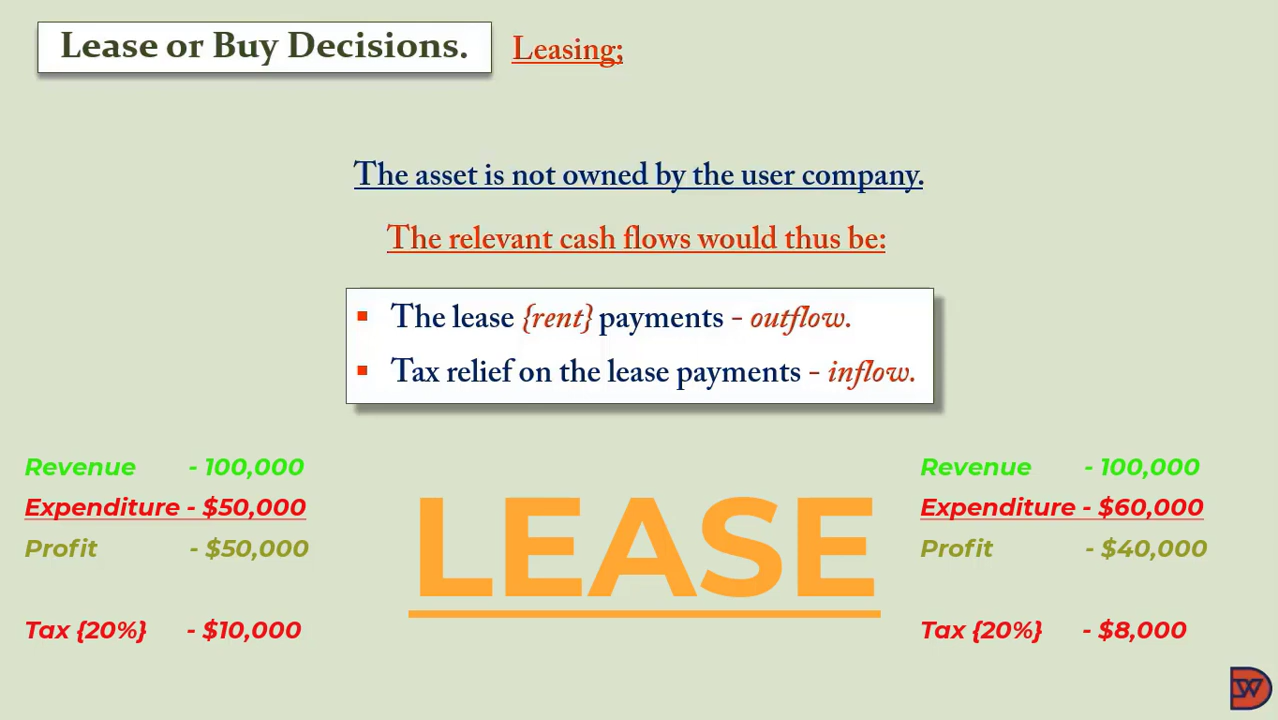 Lease or Buy Decisions. Leasing;
The asset is not owned by the user company.
The relevant cash flows would thus be:
The lease {rent} payments - outflow.
Tax relief on the lease payments - inflow.
Revenue - 100,000
Expenditure - $50,000
Profit - $50,000
Tax {20%} - $10,000
LEASE
Revenue - 100,000
Expenditure - $60,000
Profit - $40,000
Tax {20%} - $8,000
DW